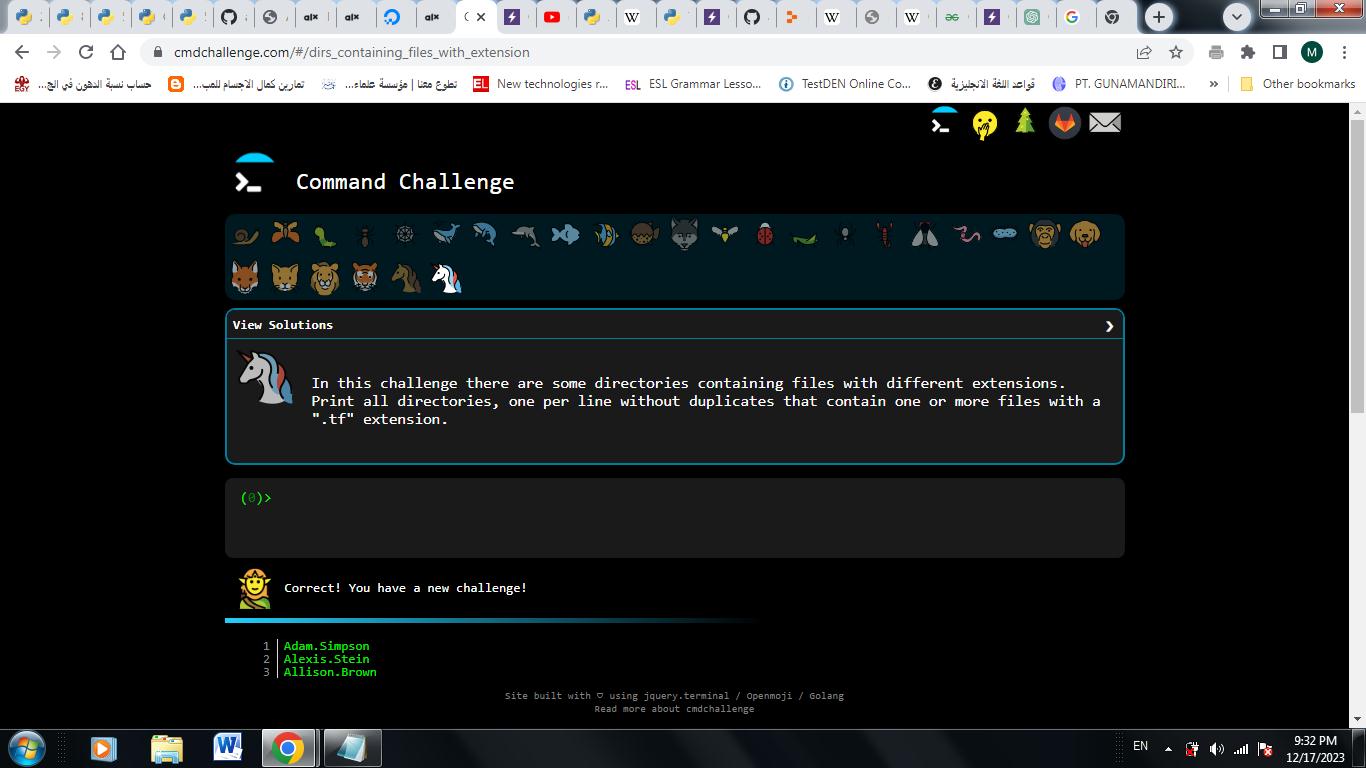 cmdchallenge.com/#/dirs_containing_files_with_extension
M
حساب نسبة الدهون في الج...
تمارين كمال الاجسام للمب...
تطوع معنا | مؤسسة علماء...
EL New technologies r...
ESL ESL Grammar Lesso...
TestDEN Online Co...
قواعد اللغة الانجليزية
PT. GUNAMANDIRI...
»
Other bookmarks
Command Challenge
View Solutions
In this challenge there are some directories containing files with different extensions.
Print all directories, one per line without duplicates that contain one or more files with a
".tf" extension.
(0)>
Correct! You have a new challenge!
1 Adam.Simpson
2 Alexis.Stein
3 Allison.Brown
Site built with ♡ using jquery.terminal / Openmoji / Golang
Read more about cmdchallenge
EN
9:32 PM
12/17/2023